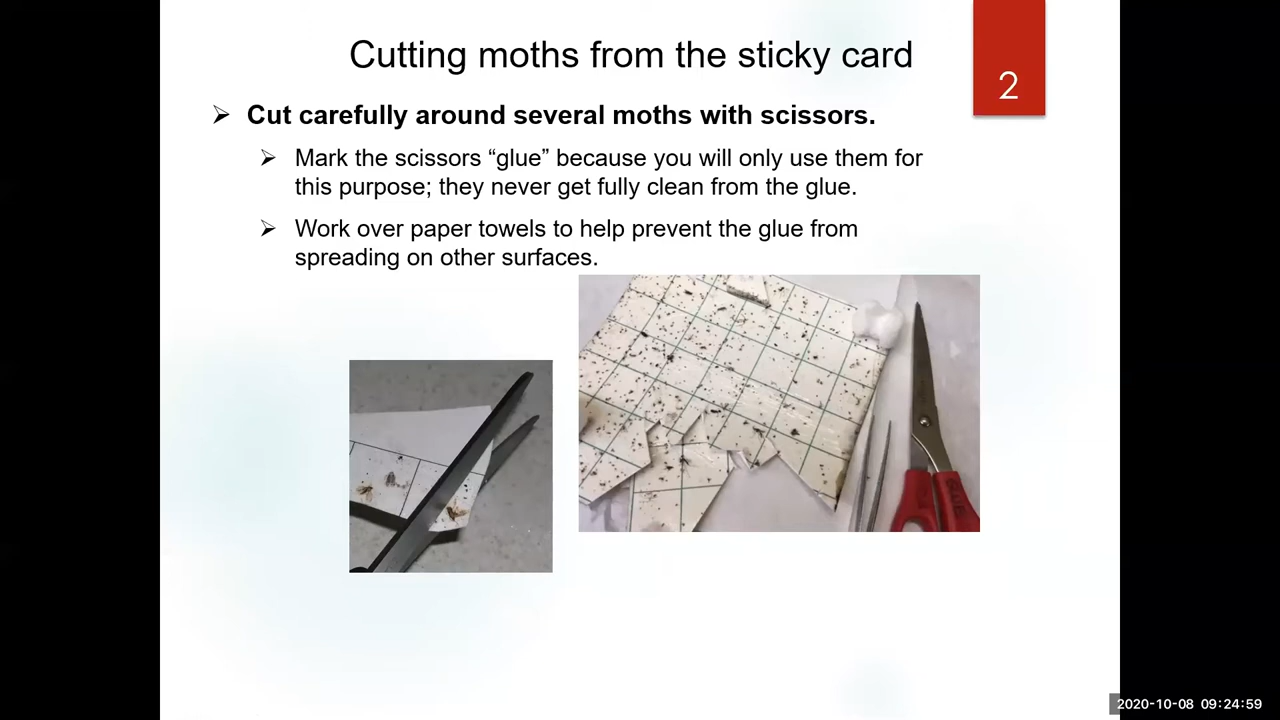 Cutting moths from the sticky card
2
Cut carefully around several moths with scissors.
Mark the scissors “glue” because you will only use them for
this purpose; they never get fully clean from the glue.
Work over paper towels to help prevent the glue from
spreading on other surfaces.
2020-10-08 09:24:59